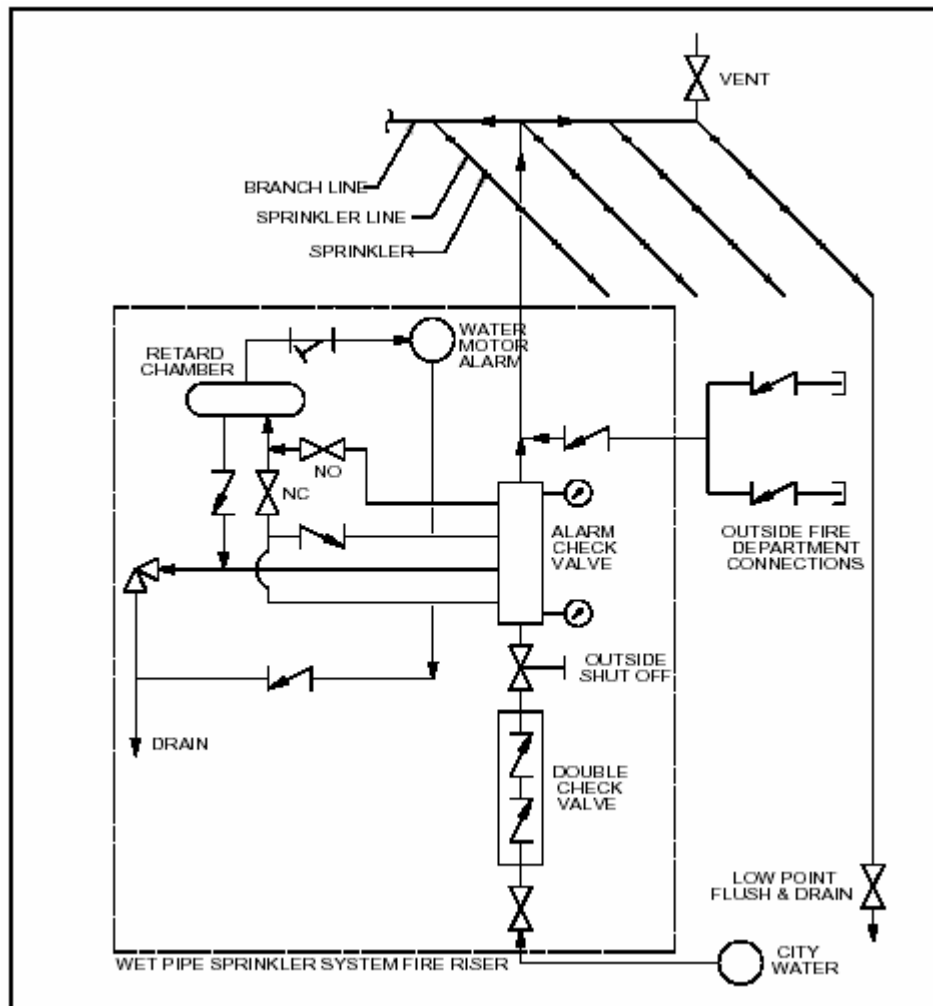 VENT
BRANCH LINE
SPRINKLER LINE
SPRINKLER
RETARD
CHAMBER
WATER
MOTOR
ALARM
NO
NC
ALARM
CHECK
VALVE
OUTSIDE FIRE
DEPARTMENT
CONNECTIONS
OUTSIDE
SHUT OFF
DRAIN
DOUBLE
CHECK
VALVE
LOW POINT
FLUSH & DRAIN
WET PIPE SPRINKLER SYSTEM FIRE RISER
CITY
WATER